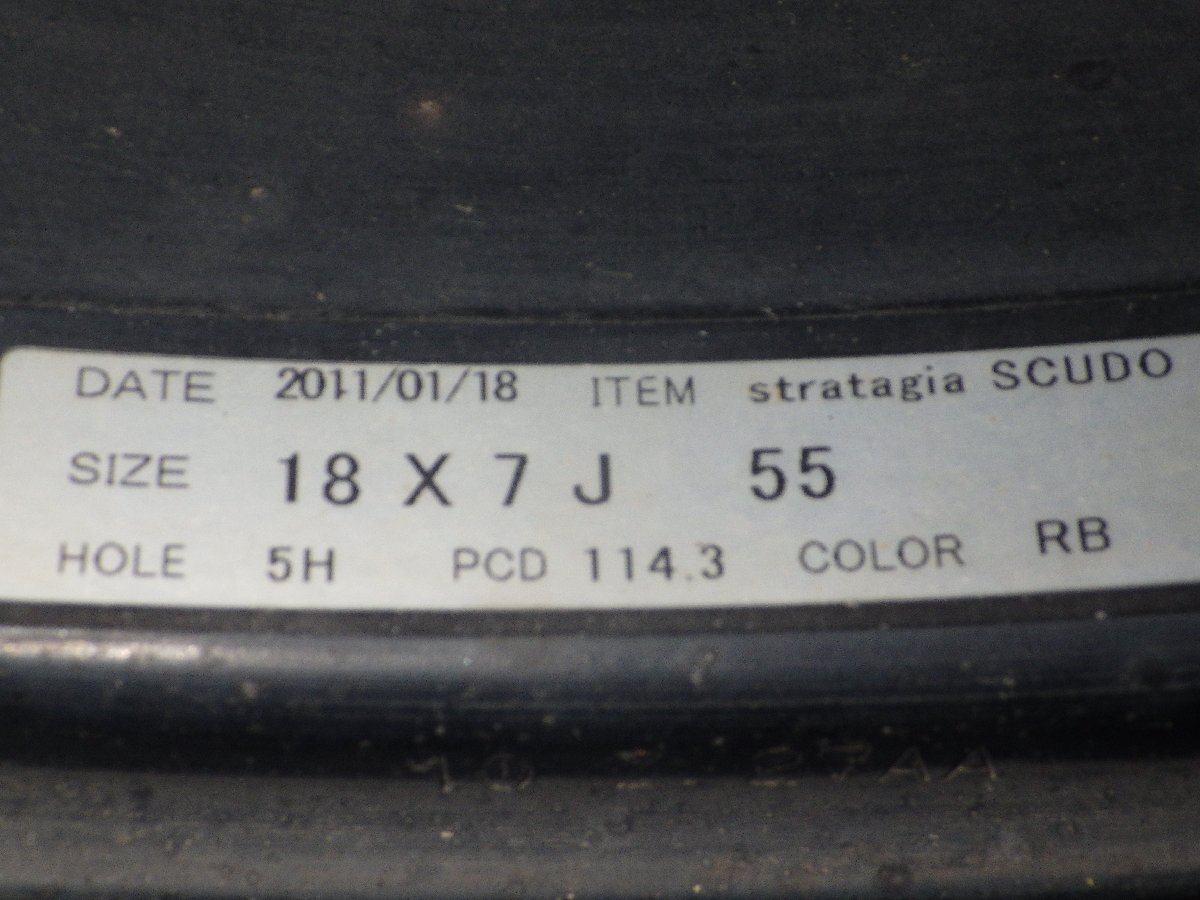 DATE 2011/01/18 ITEM stratagia SCUDO
SIZE 18 X 7 J 55
HOLE 5H PCD 114.3 COLOR RB